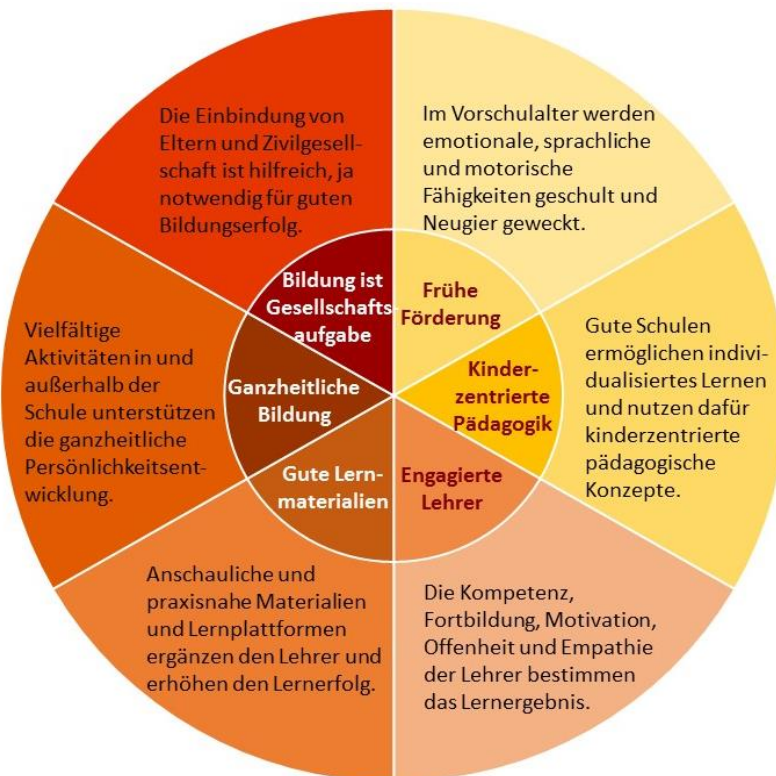 Die Einbindung von
Eltern und Zivilgesell-
schaft ist hilfreich, ja
notwendig für guten
Bildungserfolg.
Im Vorschulalter werden
emotionale, sprachliche
und motorische
Fähigkeiten geschult und
Neugier geweckt.
Bildung ist
Gesellschafts
aufgabe
Frühe
Förderung
Vielfältige
Aktivitäten in und
außerhalb der
Schule unterstützen
die ganzheitliche
Persönlichkeitsent-
wicklung.
Ganzheitliche
Bildung
Kinder-
zentrierte
Pädagogik
Gute Schulen
ermöglichen indivi-
dualisiertes Lernen
und nutzen dafür
kinderzentrierte
pädagogische
Konzepte.
Gute Lern-
materialien
Engagierte
Lehrer
Anschauliche und
praxisnahe Materialien
und Lernplattformen
ergänzen den Lehrer und
erhöhen den Lernerfolg.
Die Kompetenz,
Fortbildung, Motivation,
Offenheit und Empathie
der Lehrer bestimmen
das Lernergebnis.